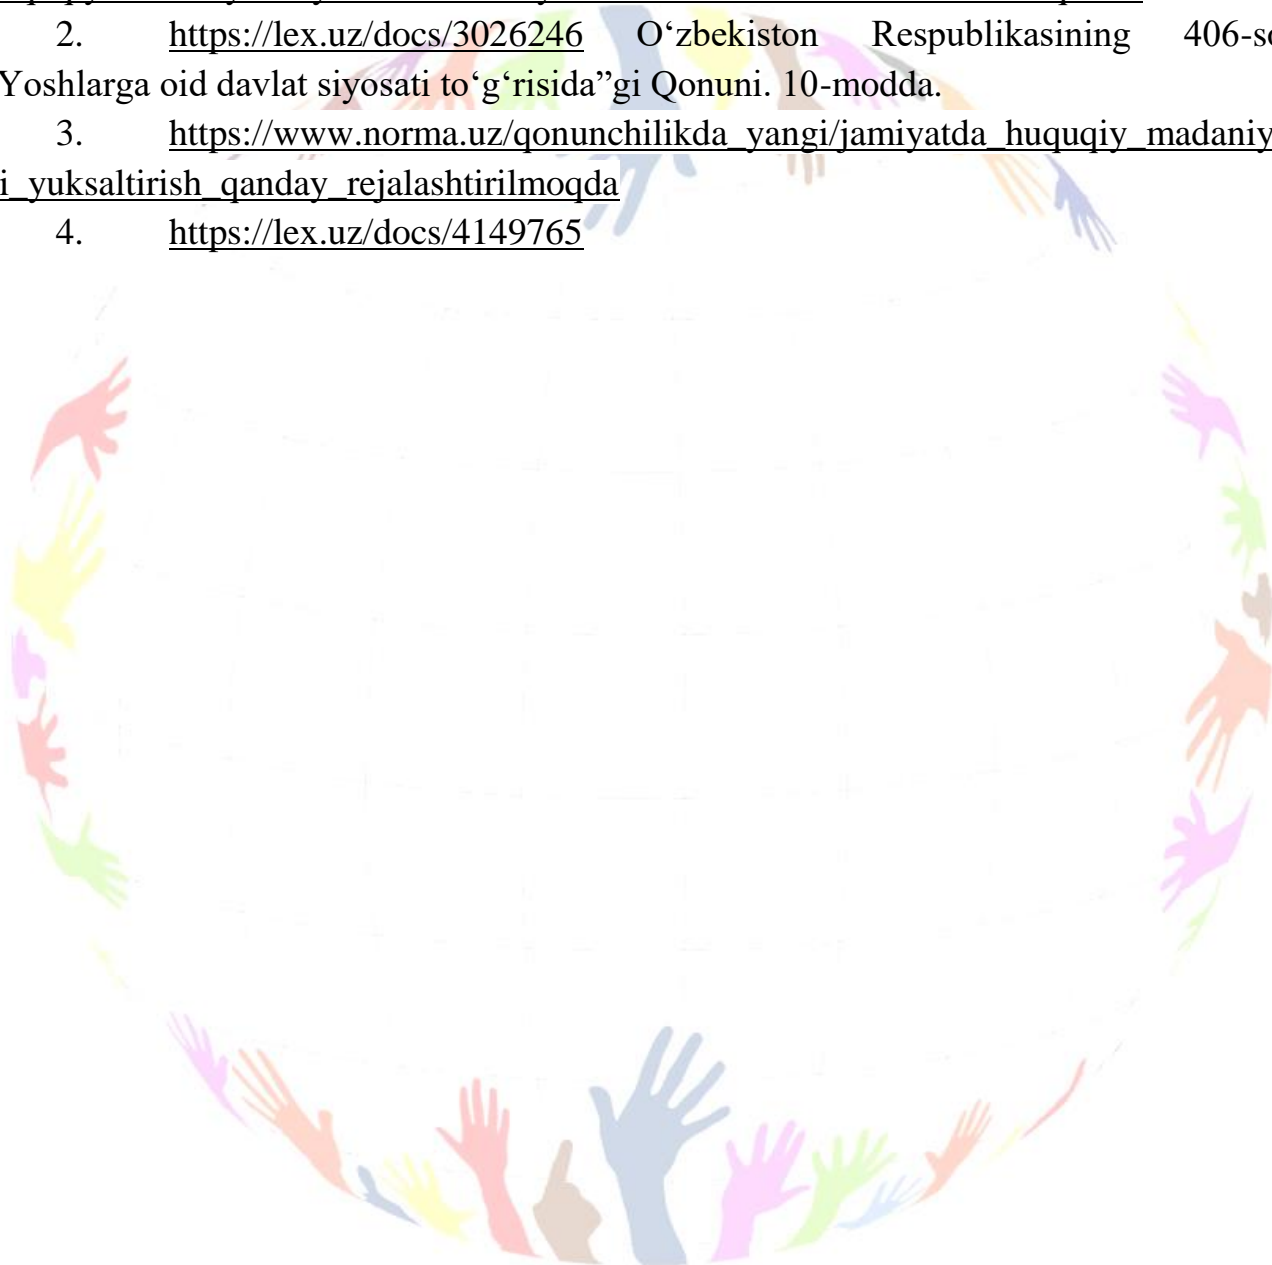 2. https://lex.uz/docs/3026246 O‘zbekiston Respublikasining 406-so
Yoshlarga oid davlat siyosati to‘g‘risida”gi Qonuni. 10-modda.
3. https://www.norma.uz/qonunchilikda_yangi/jamiyatda_huquqiy_madaniy
i_yuksaltirish_qanday_rejalashtirilmoqda
4. https://lex.uz/docs/4149765